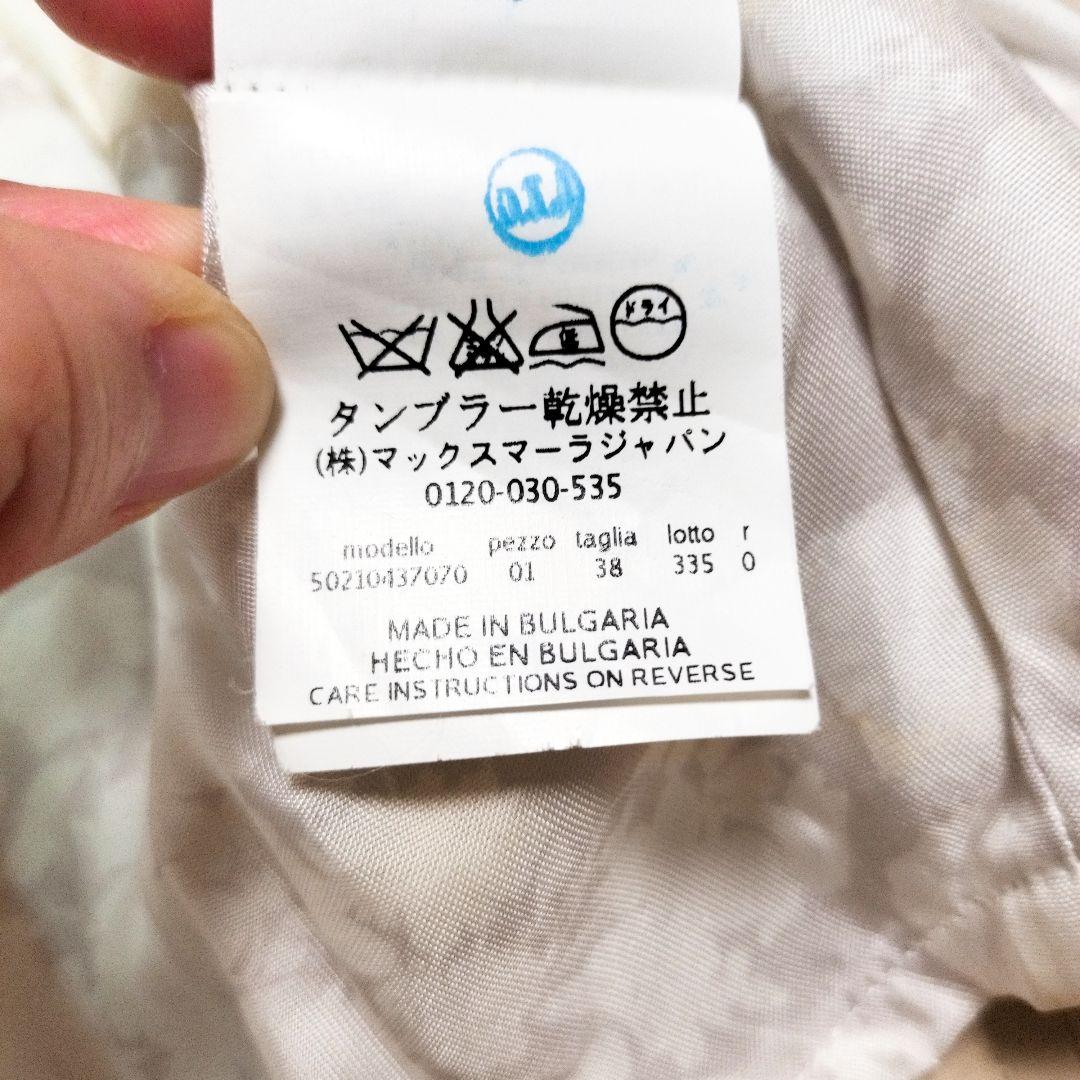 低
ドライ
タンブラー乾燥禁止
(株)マックスマーラジャパン
0120-030-535
modello pezzo taglia lotto r
50210437070 01 38 335 0
MADE IN BULGARIA
HECHO EN BULGARIA
CARE INSTRUCTIONS ON REVERSE